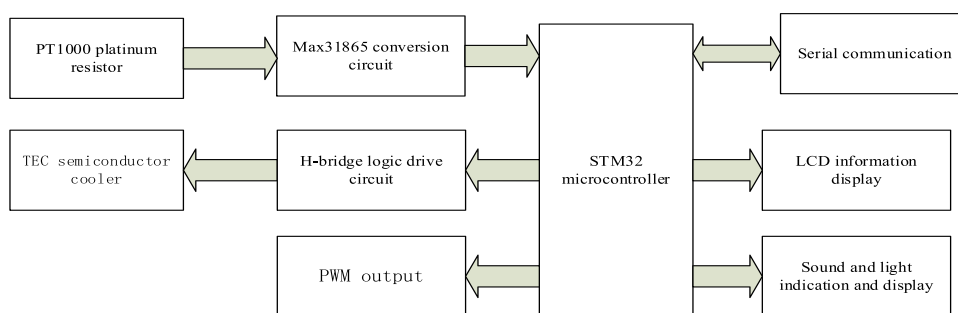 PT1000 platinum
resistor
Max31865 conversion
circuit
Serial communication
TEC semiconductor
cooler
H-bridge logic drive
circuit
STM32
microcontroller
LCD information
display
PWM output
Sound and light
indication and display